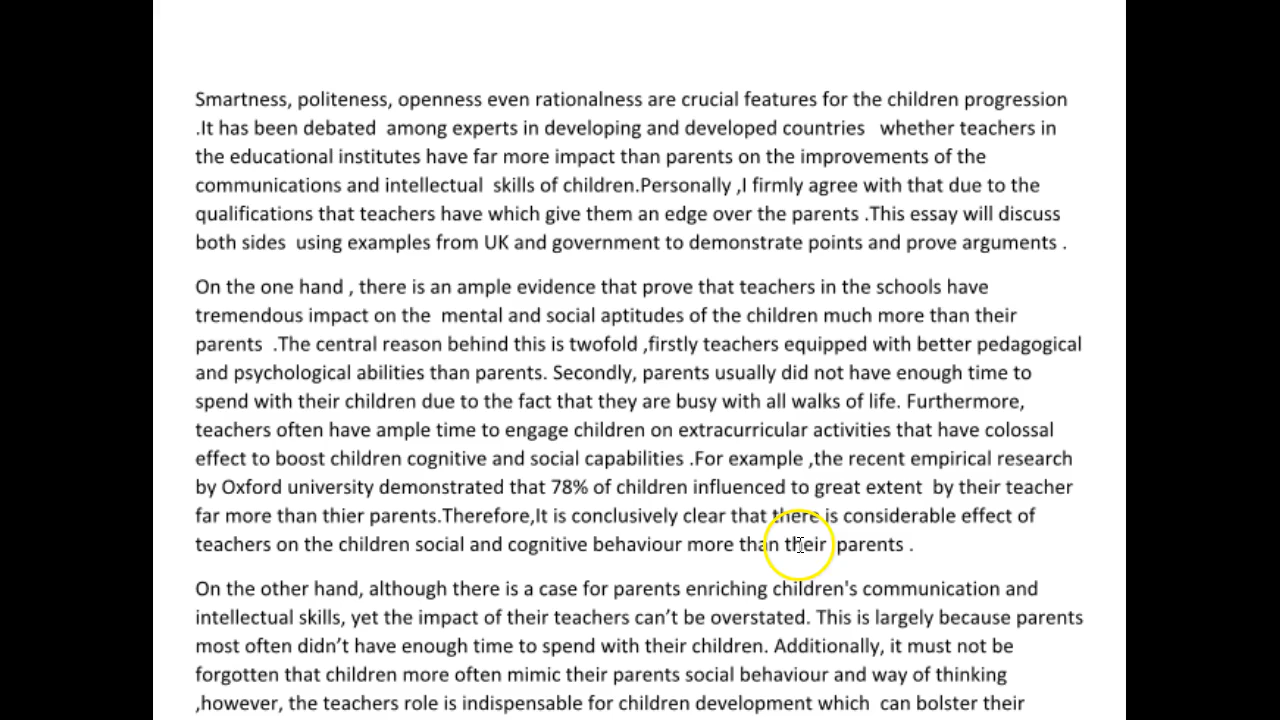 Smartness, politeness, openness even rationalness are crucial features for the children progression
.It has been debated  among experts in developing and developed countries   whether teachers in
the educational institutes have far more impact than parents on the improvements of the
communications and intellectual  skills of children.Personally ,I firmly agree with that due to the
qualifications that teachers have which give them an edge over the parents .This essay will discuss
both sides  using examples from UK and government to demonstrate points and prove arguments .
On the one hand , there is an ample evidence that prove that teachers in the schools have
tremendous impact on the  mental and social aptitudes of the children much more than their
parents  .The central reason behind this is twofold ,firstly teachers equipped with better pedagogical
and psychological abilities than parents. Secondly, parents usually did not have enough time to
spend with their children due to the fact that they are busy with all walks of life. Furthermore,
teachers often have ample time to engage children on extracurricular activities that have colossal
effect to boost children cognitive and social capabilities .For example ,the recent empirical research
by Oxford university demonstrated that 78% of children influenced to great extent  by their teacher
far more than thier parents.Therefore,It is conclusively clear that there is considerable effect of
teachers on the children social and cognitive behaviour more than their  parents .
On the other hand, although there is a case for parents enriching children's communication and
intellectual skills, yet the impact of their teachers can’t be overstated. This is largely because parents
most often didn’t have enough time to spend with their children. Additionally, it must not be
forgotten that children more often mimic their parents social behaviour and way of thinking
,however, the teachers role is indispensable for children development which  can bolster their